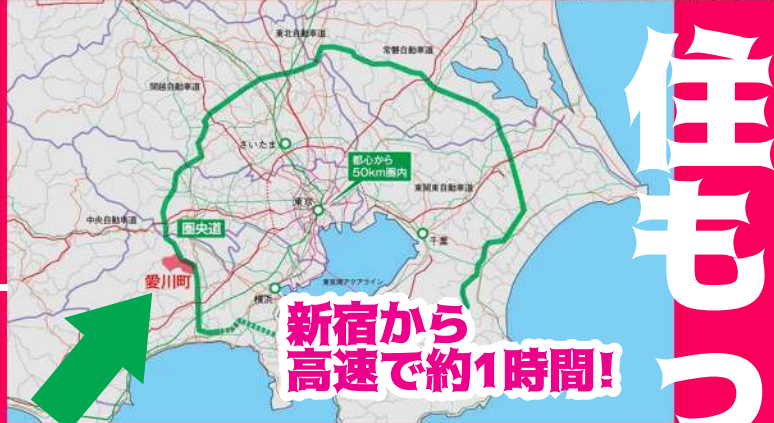 東北自動車道
常磐自動車道
関越自動車道
さいたま
都心から
50km圏内
東関東自動車道
東京
中央自動車道
圏央道
千葉
愛川町
東京湾アクアライン
横浜
新宿から
高速で約1時間!
住もっ